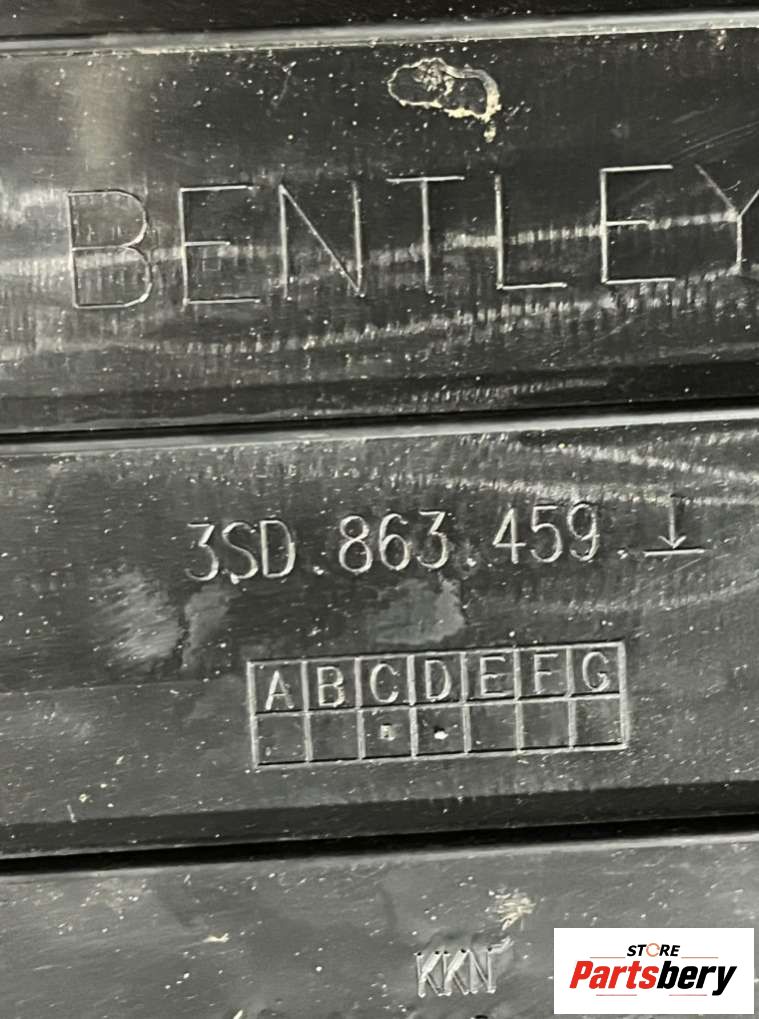 BENTLEY
3SD.863.459.↓
A B C D E F G
KKN
STORE
Partsbery